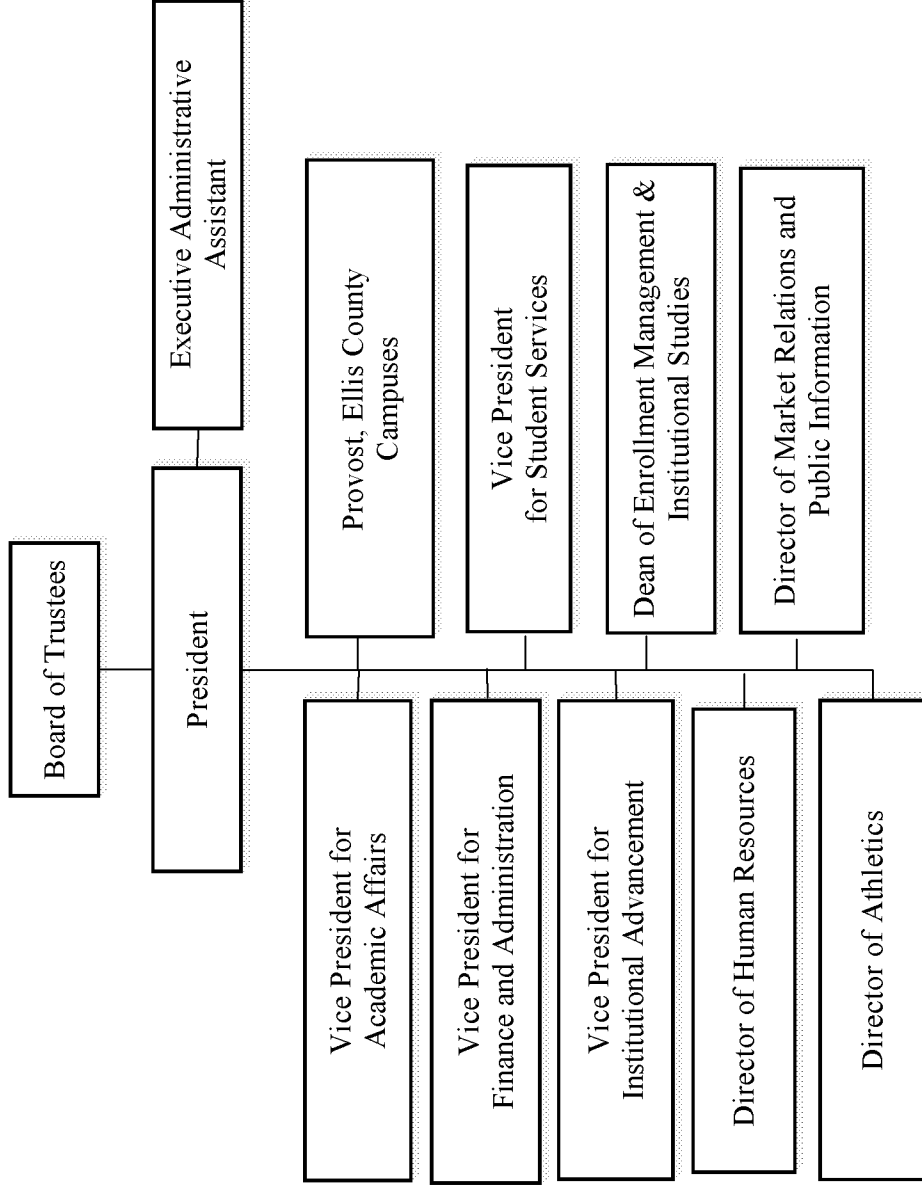 Board of Trustees
President
Executive Administrative
Assistant
Vice President for
Academic Affairs
Provost, Ellis County
Campuses
Vice President for
Finance and Administration
Vice President
for Student Services
Vice President for
Institutional Advancement
Dean of Enrollment Management &
Institutional Studies
Director of Human Resources
Director of Market Relations and
Public Information
Director of Athletics